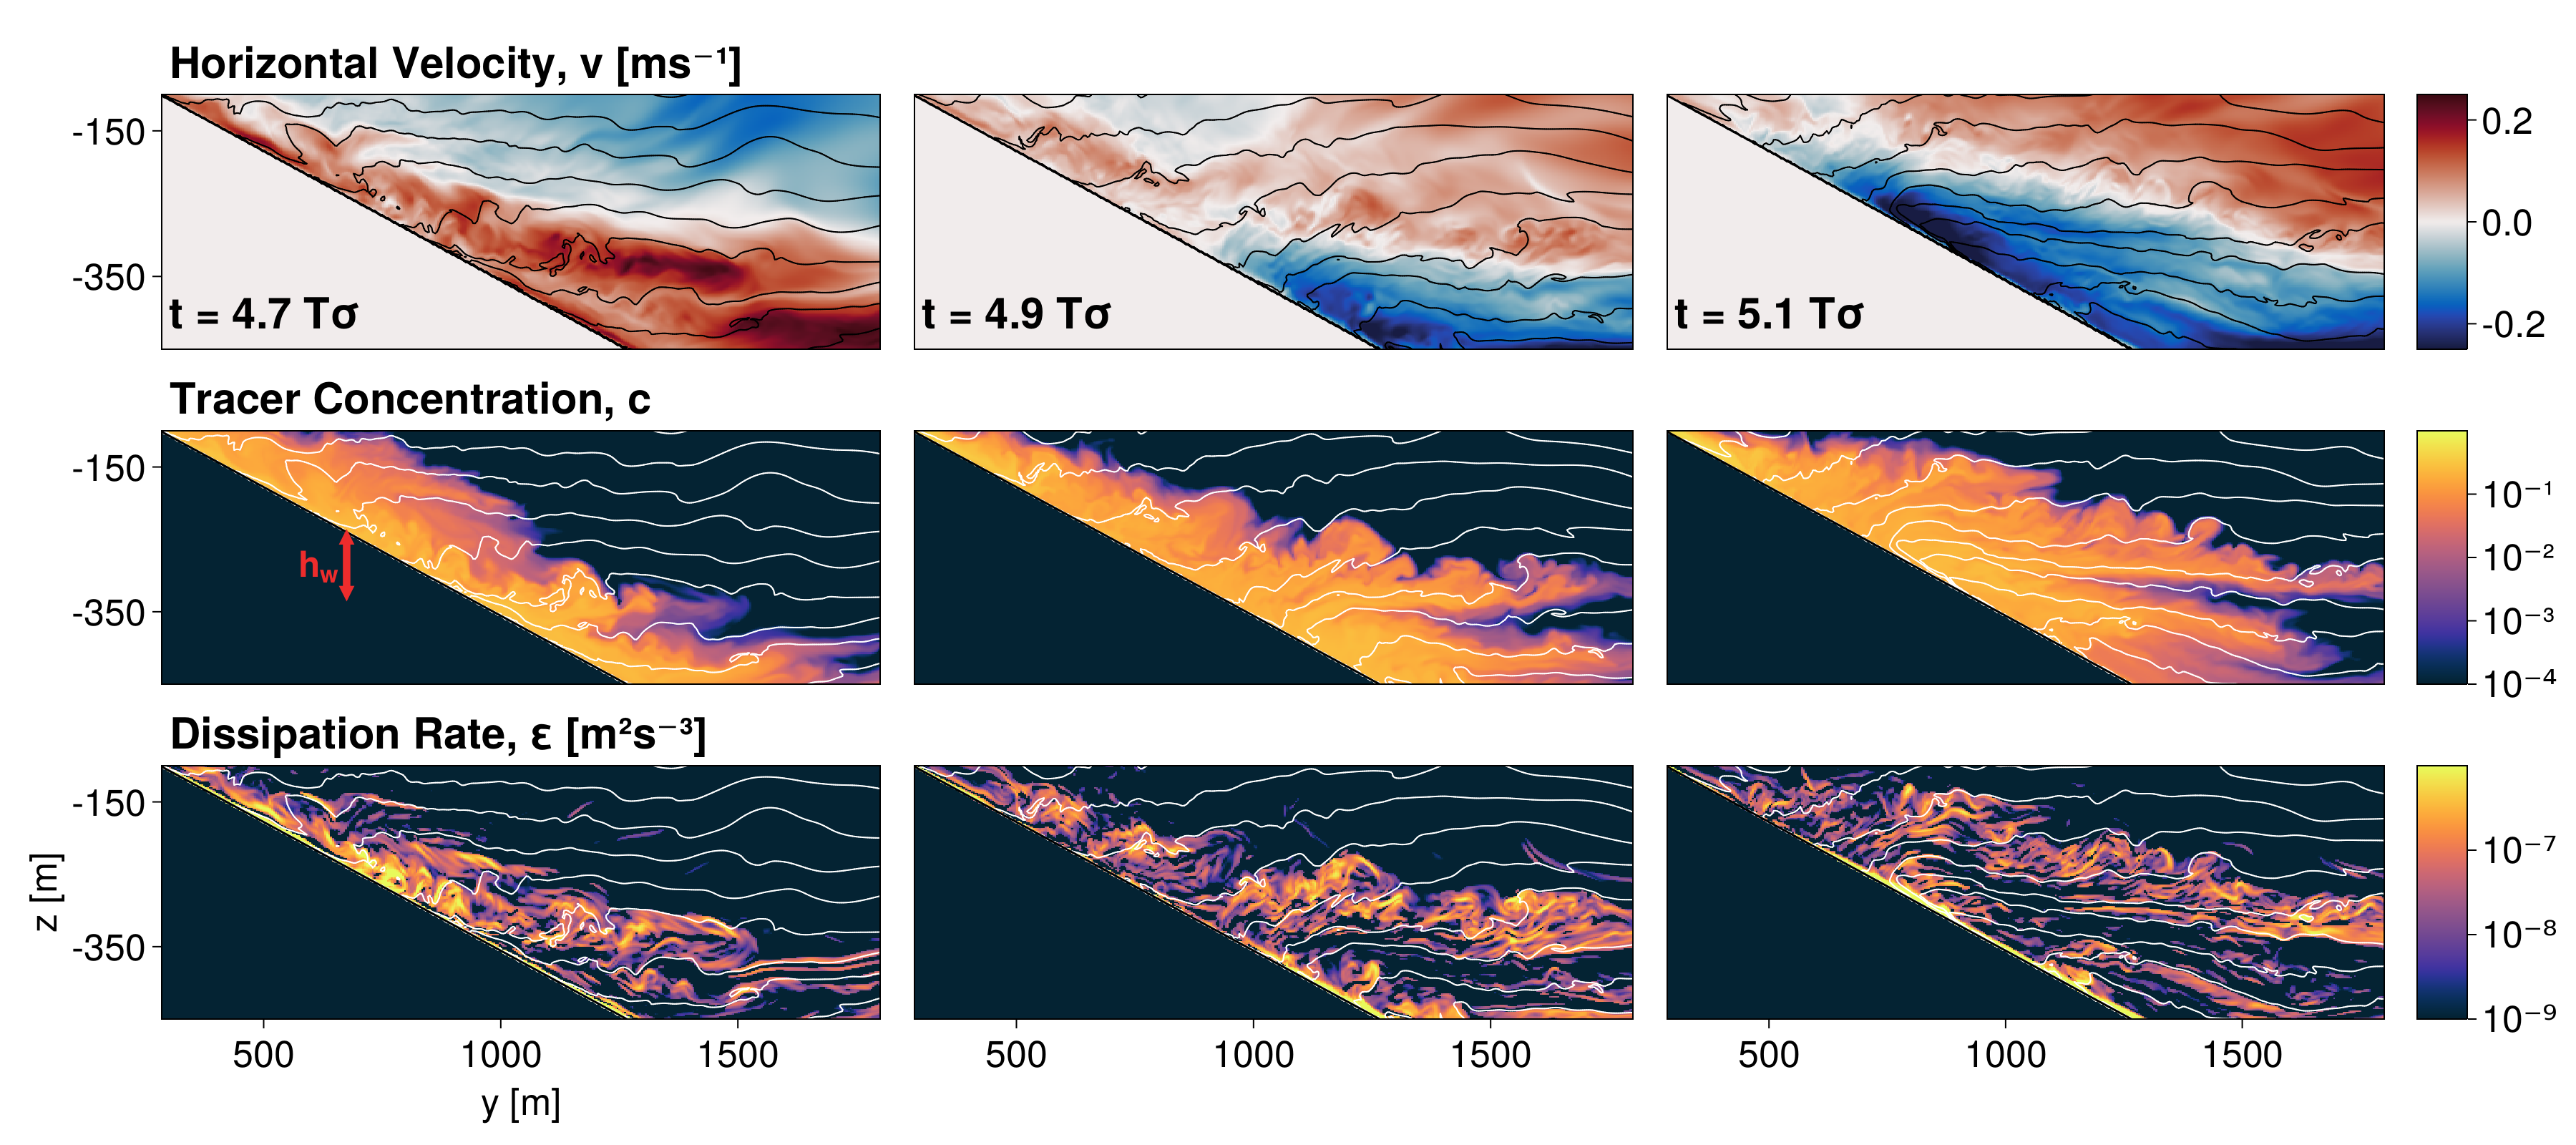 Horizontal Velocity, v [ms⁻¹]
-150
-350
t = 4.7 Tσ
t = 4.9 Tσ
t = 5.1 Tσ
0.2
0.0
-0.2
Tracer Concentration, c
-150
-350
h_w
10⁻¹
10⁻²
10⁻³
10⁻⁴
Dissipation Rate, ε [m²s⁻³]
-150
-350
z [m]
10⁻⁷
10⁻⁸
10⁻⁹
500 1000 1500
500 1000 1500
500 1000 1500
y [m]